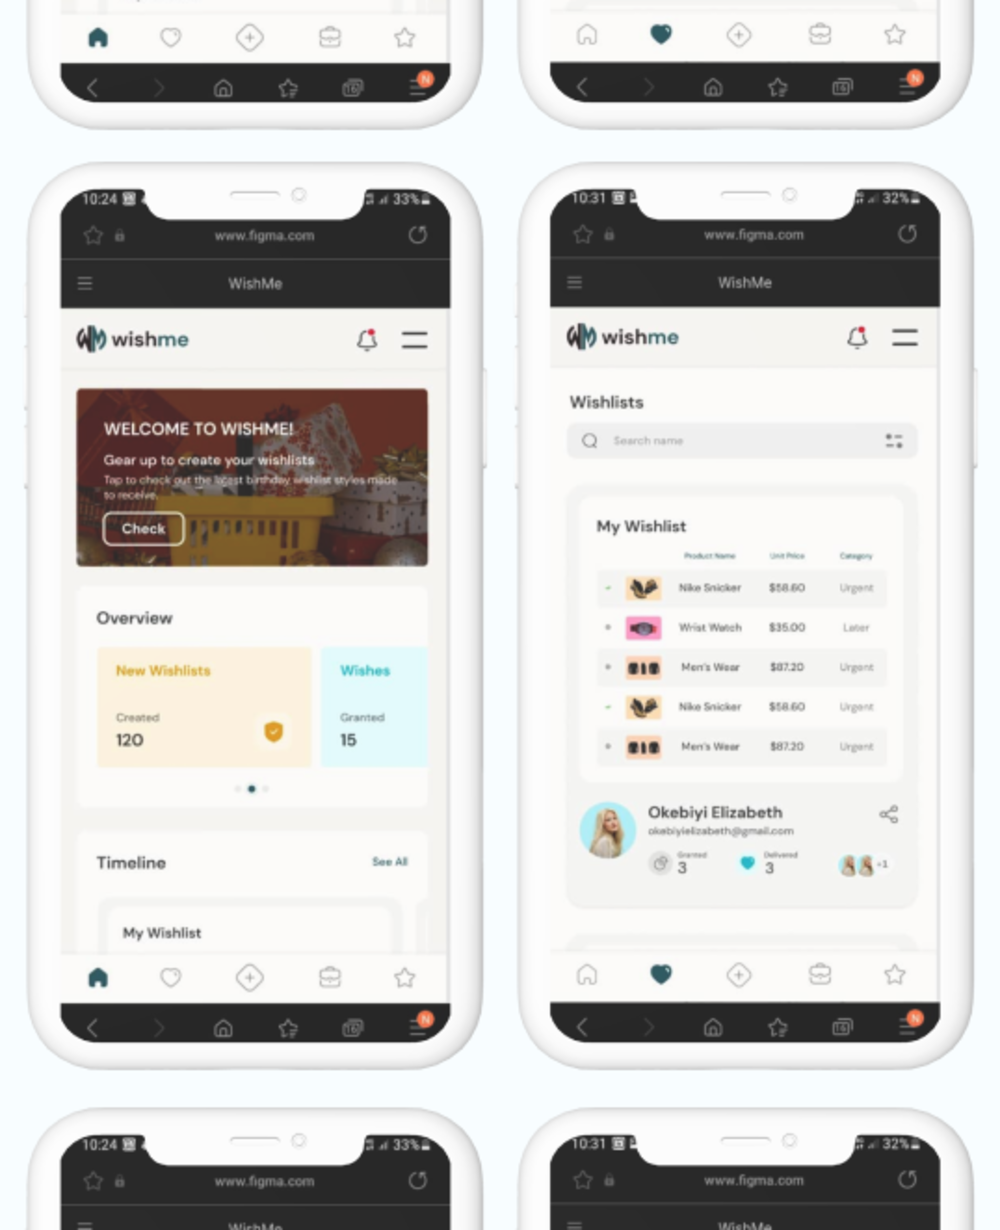 16
N
16
N
10:24
33%
www.figma.com
WishMe
wishme
WELCOME TO WISHME!
Gear up to create your wishlists
Tap to check out the latest birthday wishlist styles made
to receive.
Check
Overview
New Wishlists
Created
120
Wishes
Granted
15
Timeline
See All
My Wishlist
16
N
10:31
32%
www.figma.com
WishMe
wishme
Wishlists
Search name
My Wishlist
Product Name Unit Price Category
Nike Snicker $58.60 Urgent
Wrist Watch $35.00 Later
Men's Wear $87.20 Urgent
Nike Snicker $58.60 Urgent
Men's Wear $87.20 Urgent
Okebiyi Elizabeth
okebiyielizabeth@gmail.com
Granted
3
Delivered
3
+1
16
N
10:24
33%
www.figma.com
WishMe
10:31
32%
www.figma.com
WishMe